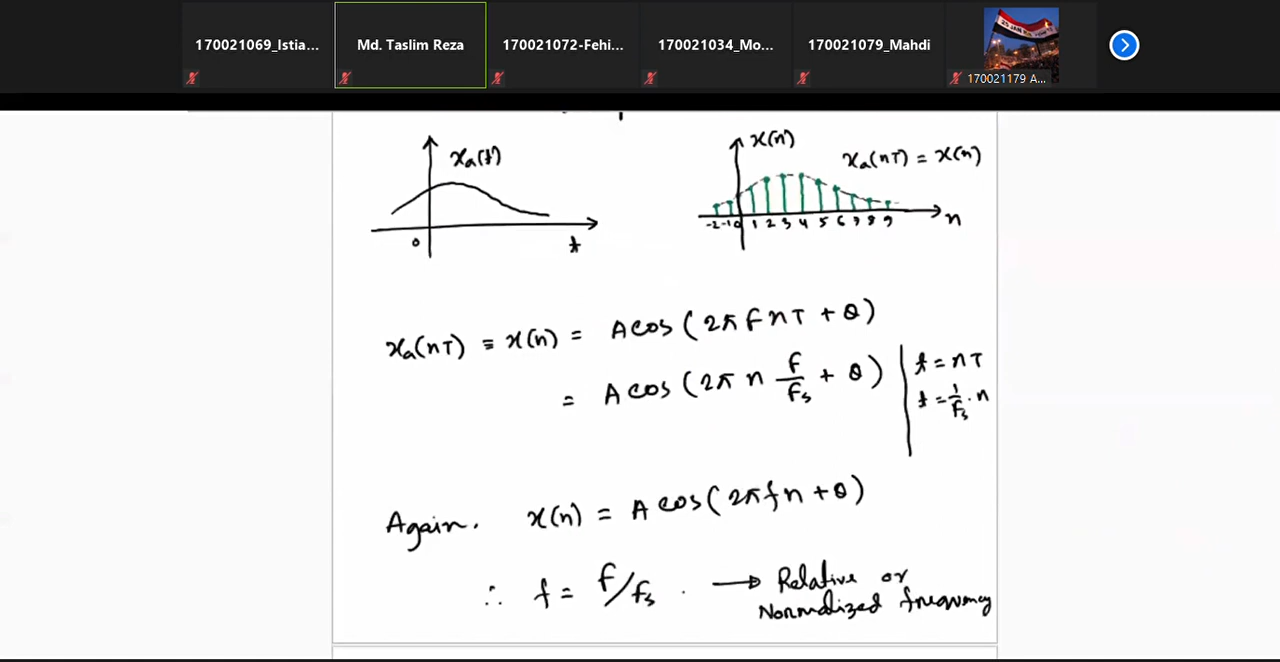 170021069_Istia...
Md. Taslim Reza
170021072-Fehi...
170021034_Mo...
170021079_Mahdi
170021179 A...
xₐ(t)
0
t
x(n)
xₐ(nT) = x(n)
-2 -1 0 1 2 3 4 5 6 7 8 9
n
xₐ(nT) ≡ x(n) = A cos (2π F n T + θ)
= A cos (2π n F/Fₛ + θ)
t = nT
t = 1/Fₛ · n
Again, x(n) = A cos (2π f n + θ)
∴ f = F/Fₛ . → Relative or
Normalized frequency